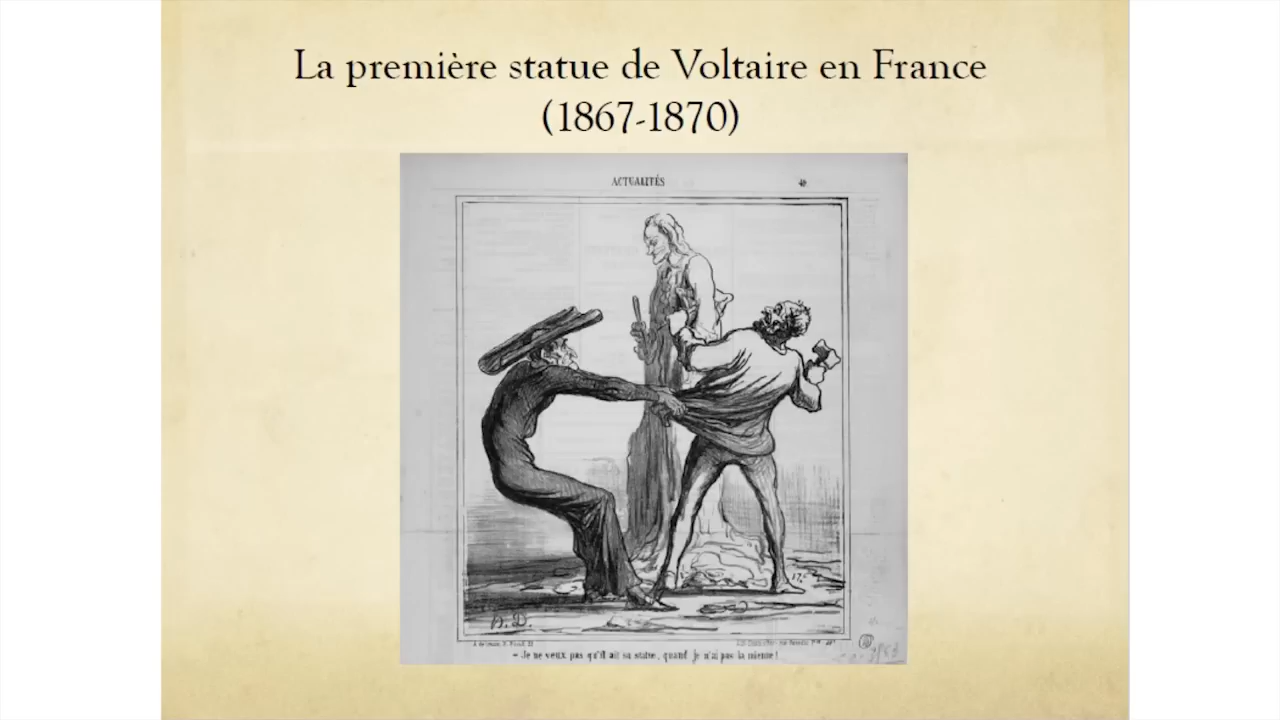 La première statue de Voltaire en France
(1867-1870)
ACTUALITÉS
H. D.
– Je ne veux pas qu'il ait sa statue, quand je n'ai pas la mienne!